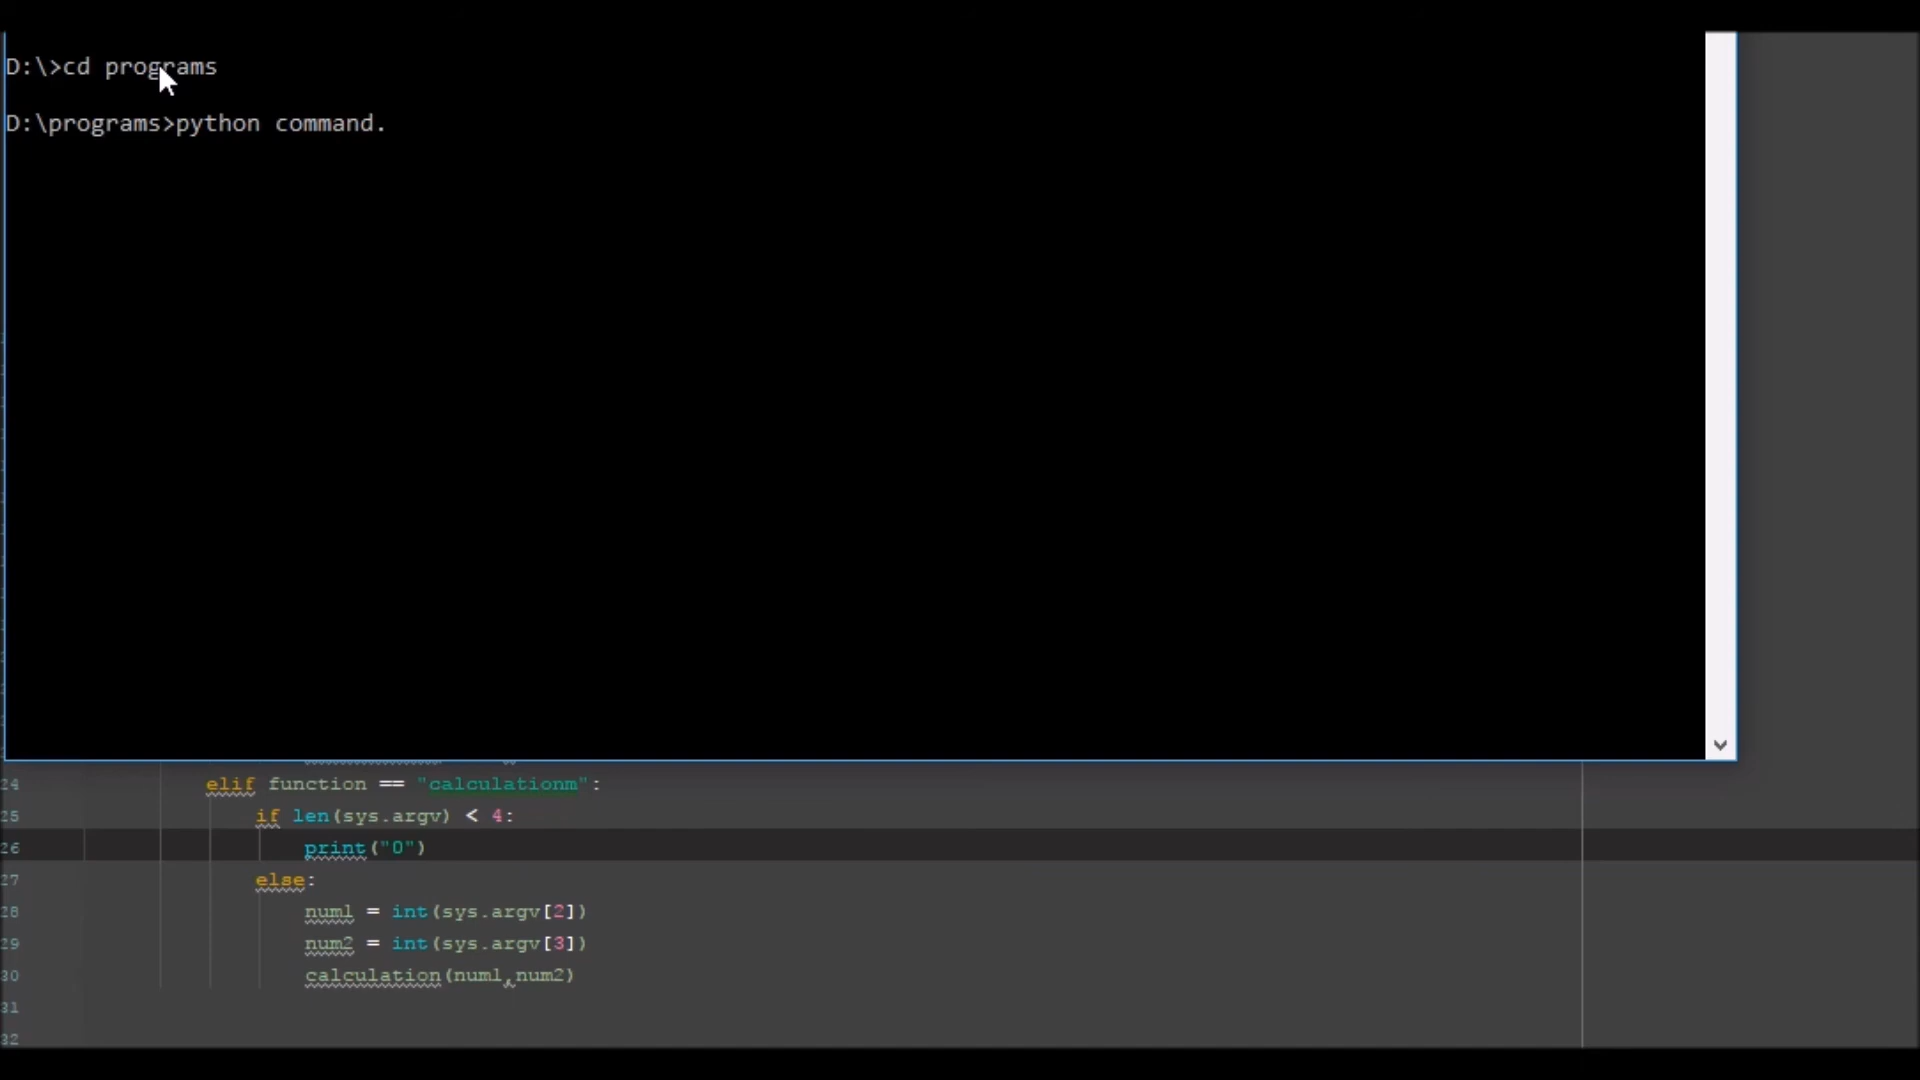 D:\>cd programs
D:\programs>python command.
24 elif function == "calculationm":
25 if len(sys.argv) < 4:
26 print("0")
27 else:
28 num1 = int(sys.argv[2])
29 num2 = int(sys.argv[3])
30 calculation(num1,num2)
31
32